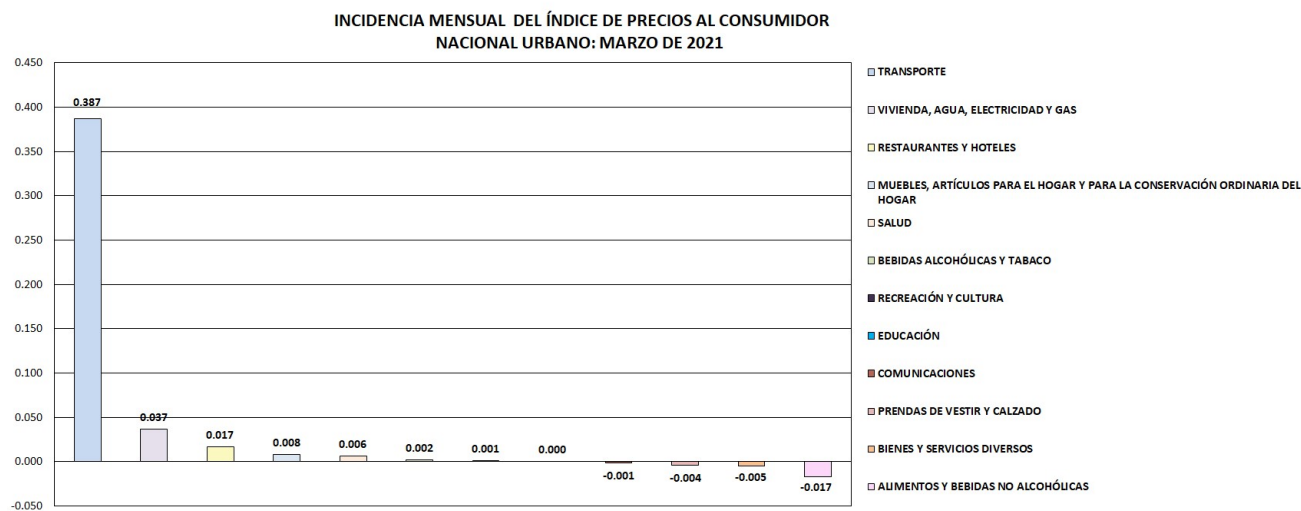 INCIDENCIA MENSUAL DEL ÍNDICE DE PRECIOS AL CONSUMIDOR
NACIONAL URBANO: MARZO DE 2021
0.450
0.400
0.350
0.300
0.250
0.200
0.150
0.100
0.050
0.000
-0.050
0.387
0.037
0.017
0.008
0.006
0.002
0.001
0.000
-0.001
-0.004
-0.005
-0.017
TRANSPORTE
VIVIENDA, AGUA, ELECTRICIDAD Y GAS
RESTAURANTES Y HOTELES
MUEBLES, ARTÍCULOS PARA EL HOGAR Y PARA LA CONSERVACIÓN ORDINARIA DEL
HOGAR
SALUD
BEBIDAS ALCOHÓLICAS Y TABACO
RECREACIÓN Y CULTURA
EDUCACIÓN
COMUNICACIONES
PRENDAS DE VESTIR Y CALZADO
BIENES Y SERVICIOS DIVERSOS
ALIMENTOS Y BEBIDAS NO ALCOHÓLICAS